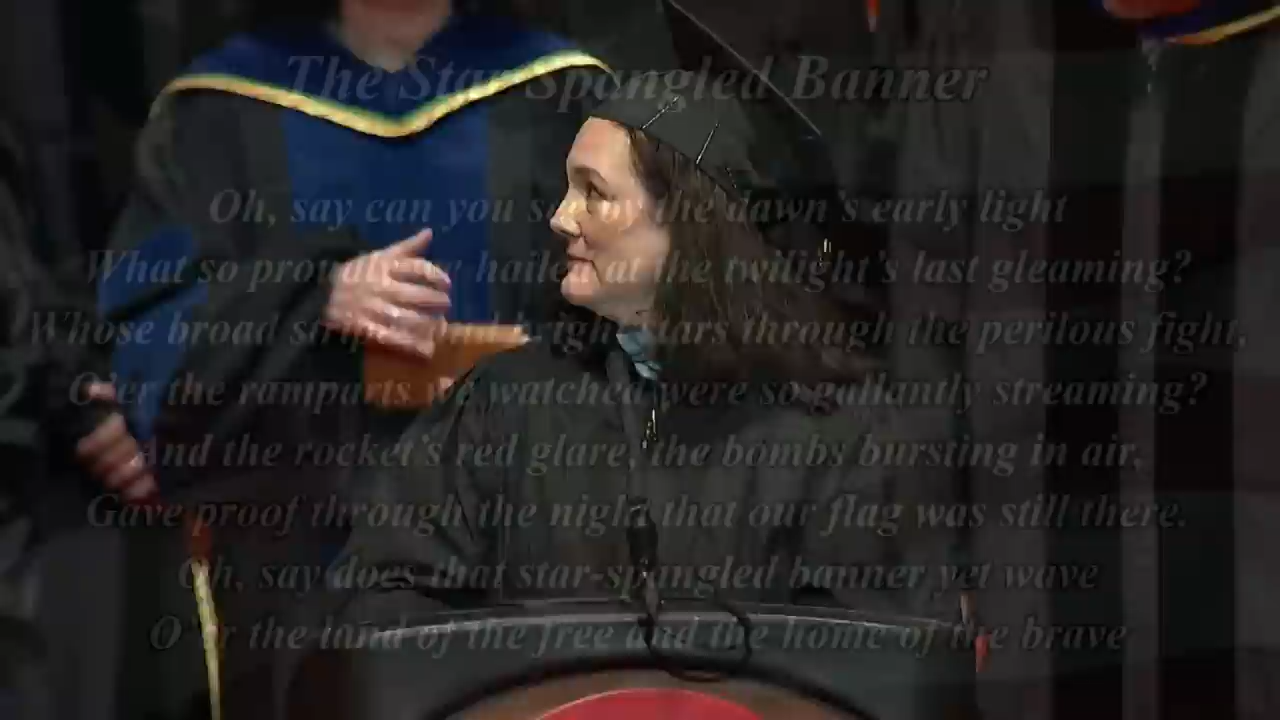 The Star Spangled Banner
Oh, say can you see by the dawn's early light
What so proudly we hailed at the twilight's last gleaming?
Whose broad stripes and bright stars through the perilous fight,
O'er the ramparts we watched were so gallantly streaming?
And the rocket's red glare, the bombs bursting in air,
Gave proof through the night that our flag was still there.
Oh, say does that star-spangled banner yet wave
O'er the land of the free and the home of the brave